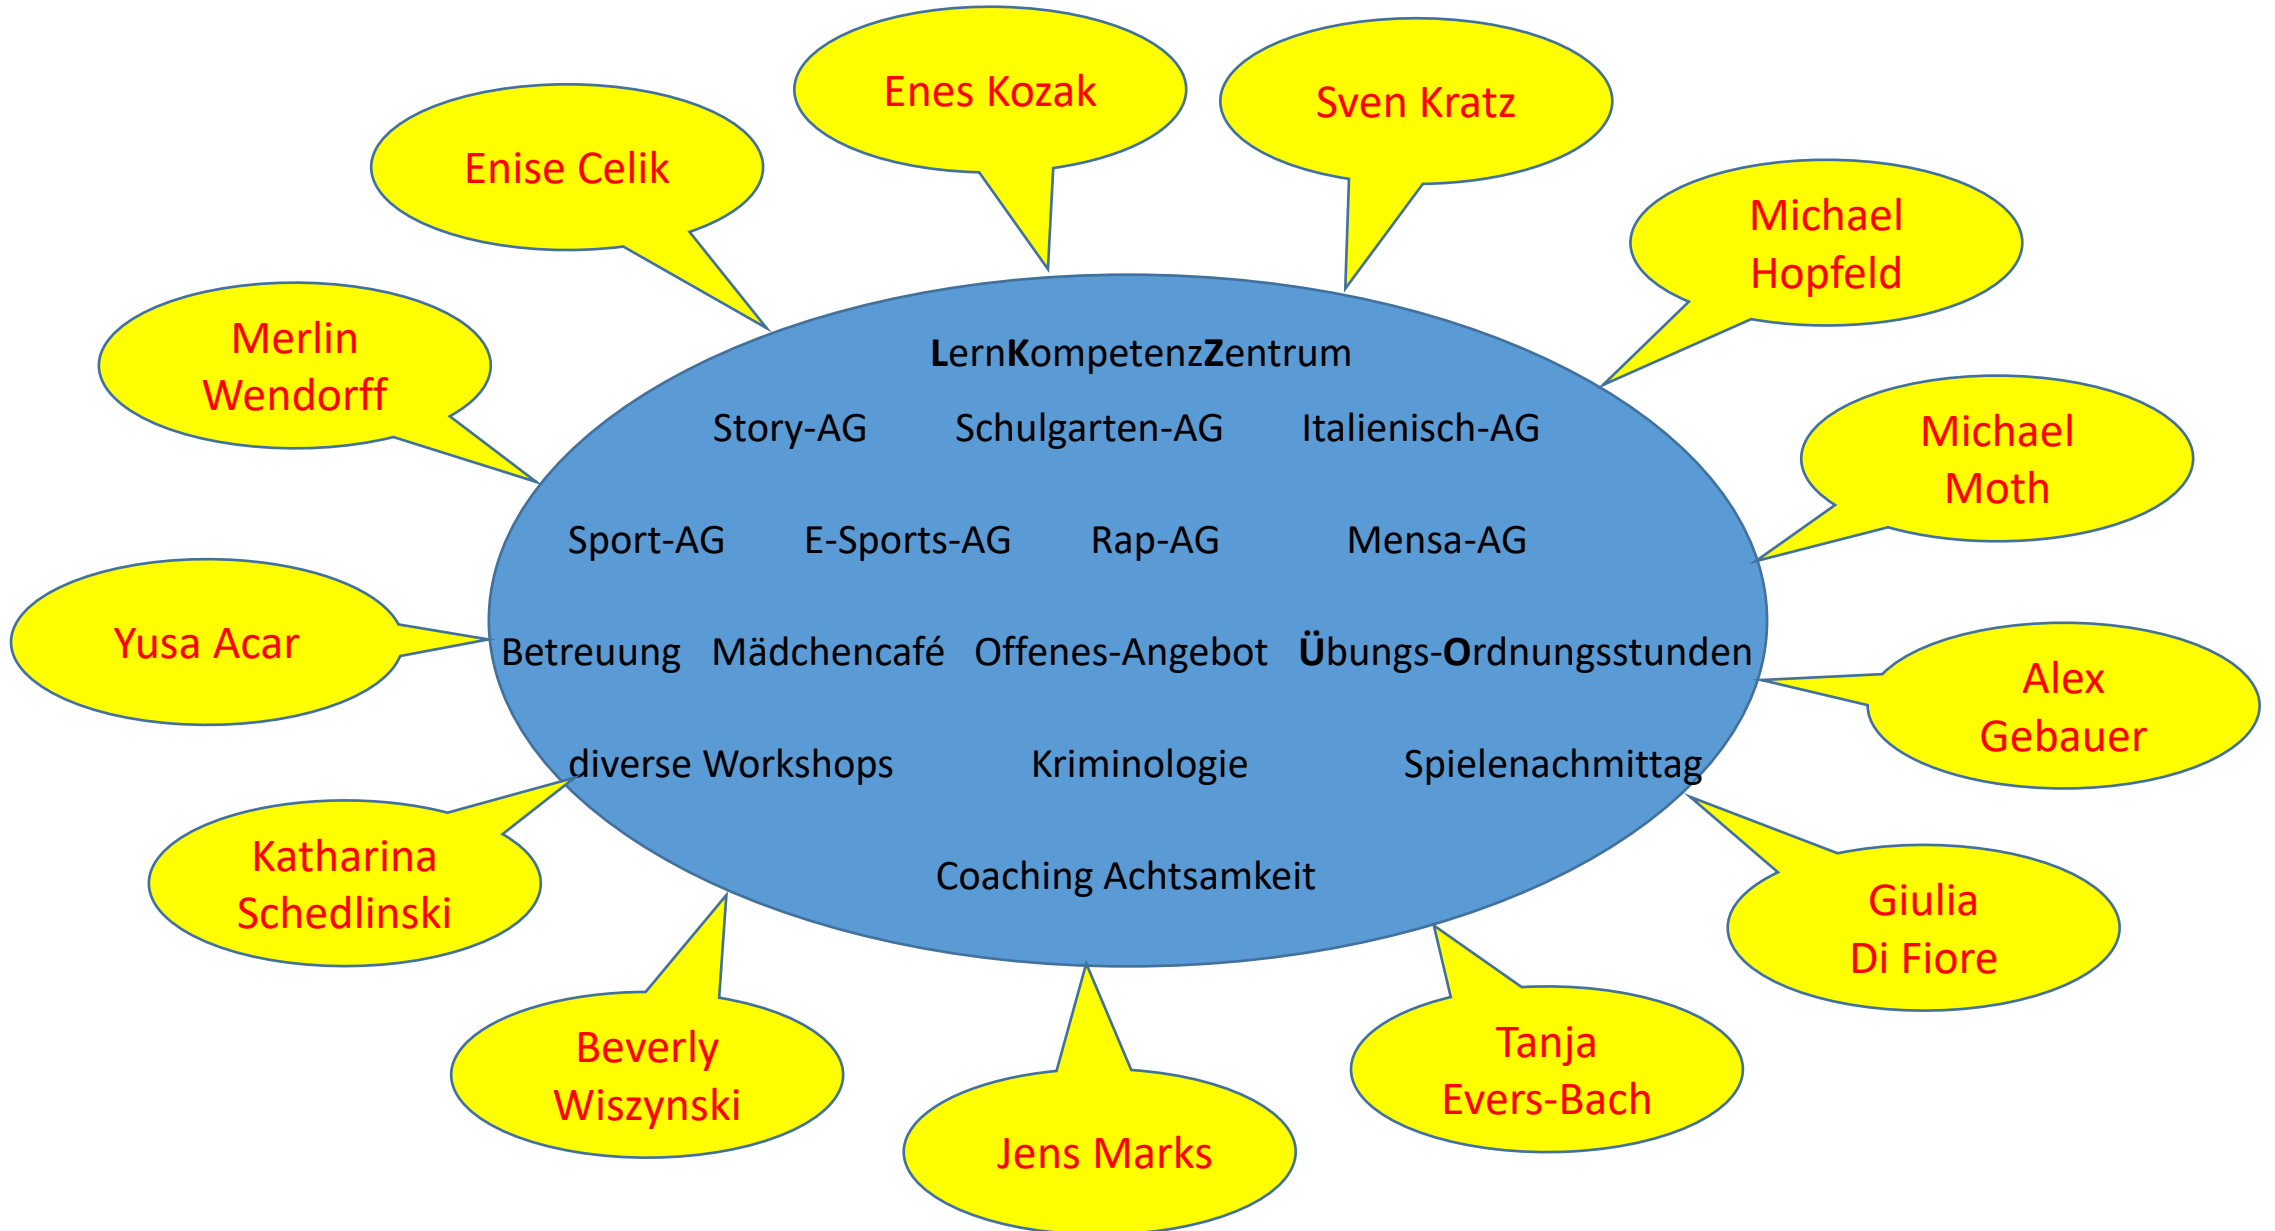 Enes Kozak
Sven Kratz
Enise Celik
Michael
Hopfeld
Merlin
Wendorff
LernKompetenzZentrum
Story-AG Schulgarten-AG Italienisch-AG
Michael
Moth
Sport-AG E-Sports-AG Rap-AG Mensa-AG
Yusa Acar
Betreuung Mädchencafé Offenes-Angebot Übungs-Ordnungsstunden
Alex
Gebauer
diverse Workshops Kriminologie Spielenachmittag
Katharina
Schedlinski
Coaching Achtsamkeit
Giulia
Di Fiore
Beverly
Wiszynski
Tanja
Evers-Bach
Jens Marks